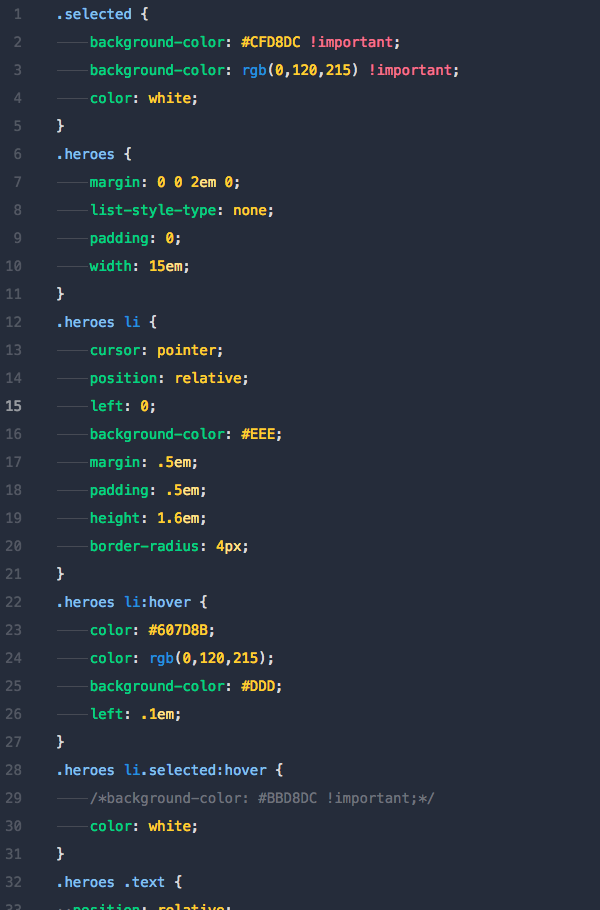 1 .selected {
2 background-color: #CFD8DC !important;
3 background-color: rgb(0,120,215) !important;
4 color: white;
5 }
6 .heroes {
7 margin: 0 0 2em 0;
8 list-style-type: none;
9 padding: 0;
10 width: 15em;
11 }
12 .heroes li {
13 cursor: pointer;
14 position: relative;
15 left: 0;
16 background-color: #EEE;
17 margin: .5em;
18 padding: .5em;
19 height: 1.6em;
20 border-radius: 4px;
21 }
22 .heroes li:hover {
23 color: #607D8B;
24 color: rgb(0,120,215);
25 background-color: #DDD;
26 left: .1em;
27 }
28 .heroes li.selected:hover {
29 /*background-color: #BBD8DC !important;*/
30 color: white;
31 }
32 .heroes .text {
33 position: relative;